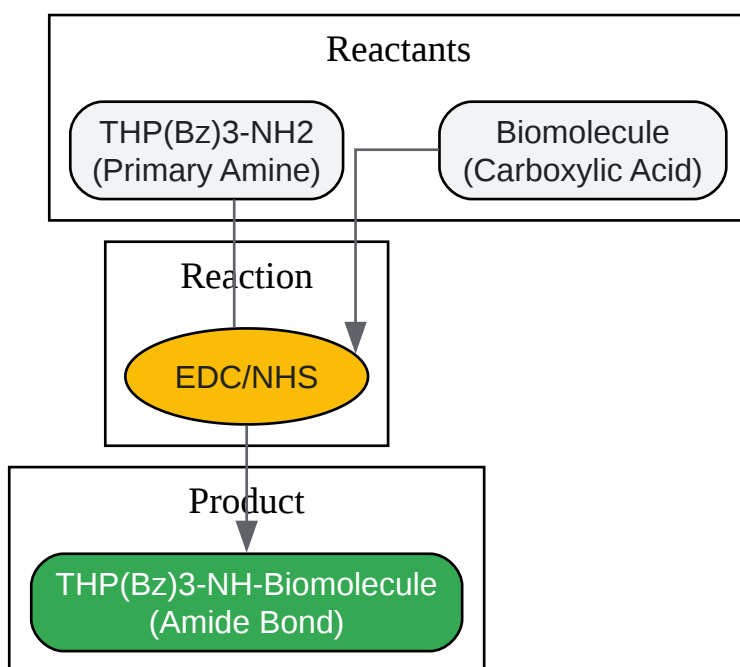 Reactants
THP(Bz)3-NH2
(Primary Amine)
Biomolecule
(Carboxylic Acid)
Reaction
EDC/NHS
Product
THP(Bz)3-NH-Biomolecule
(Amide Bond)